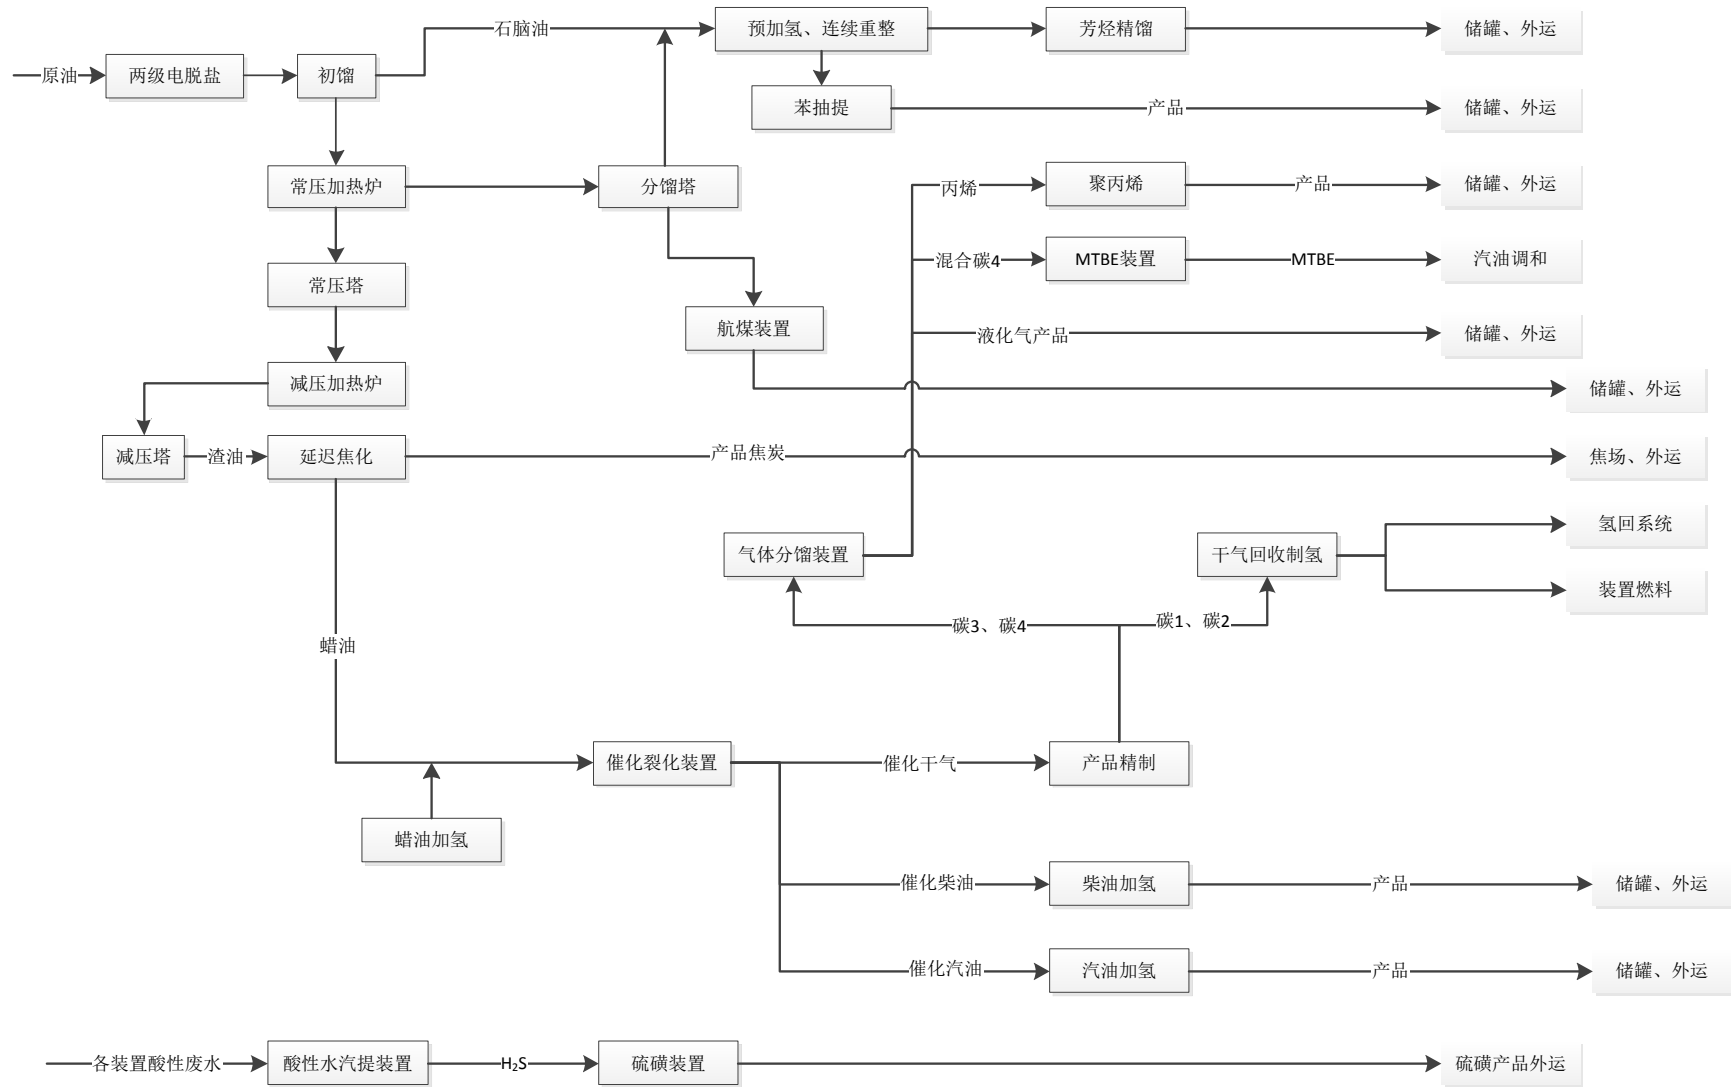 石脑油
预加氢、连续重整
芳烃精馏
储罐、外运
原油
两级电脱盐
初馏
苯抽提
产品
储罐、外运
常压加热炉
分馏塔
丙烯
聚丙烯
产品
储罐、外运
混合碳4
MTBE装置
MTBE
汽油调和
常压塔
航煤装置
液化气产品
储罐、外运
减压加热炉
储罐、外运
减压塔
渣油
延迟焦化
产品焦炭
焦场、外运
氢回系统
气体分馏装置
干气回收制氢
装置燃料
碳3、碳4
碳1、碳2
蜡油
催化裂化装置
催化干气
产品精制
蜡油加氢
催化柴油
柴油加氢
产品
储罐、外运
催化汽油
汽油加氢
产品
储罐、外运
各装置酸性废水
酸性水汽提装置
H₂S
硫磺装置
硫磺产品外运